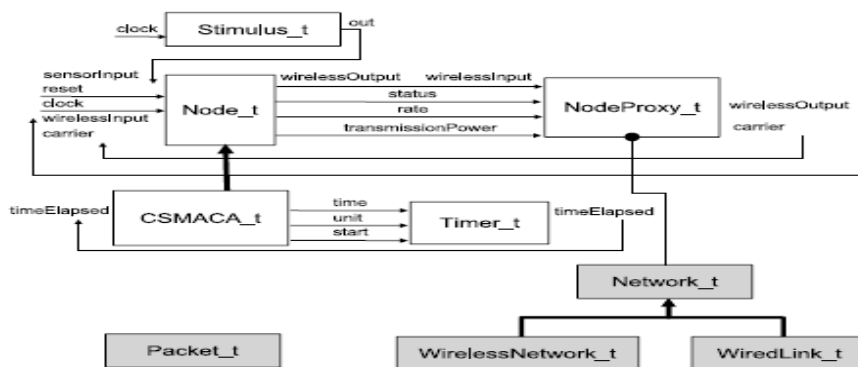 clock
Stimulus_t
out
sensorInput
reset
clock
wirelessInput
carrier
Node_t
wirelessOutput
wirelessInput
status
rate
transmissionPower
NodeProxy_t
wirelessOutput
carrier
timeElapsed
CSMACA_t
time
unit
start
Timer_t
timeElapsed
Network_t
Packet_t
WirelessNetwork_t
WiredLink_t